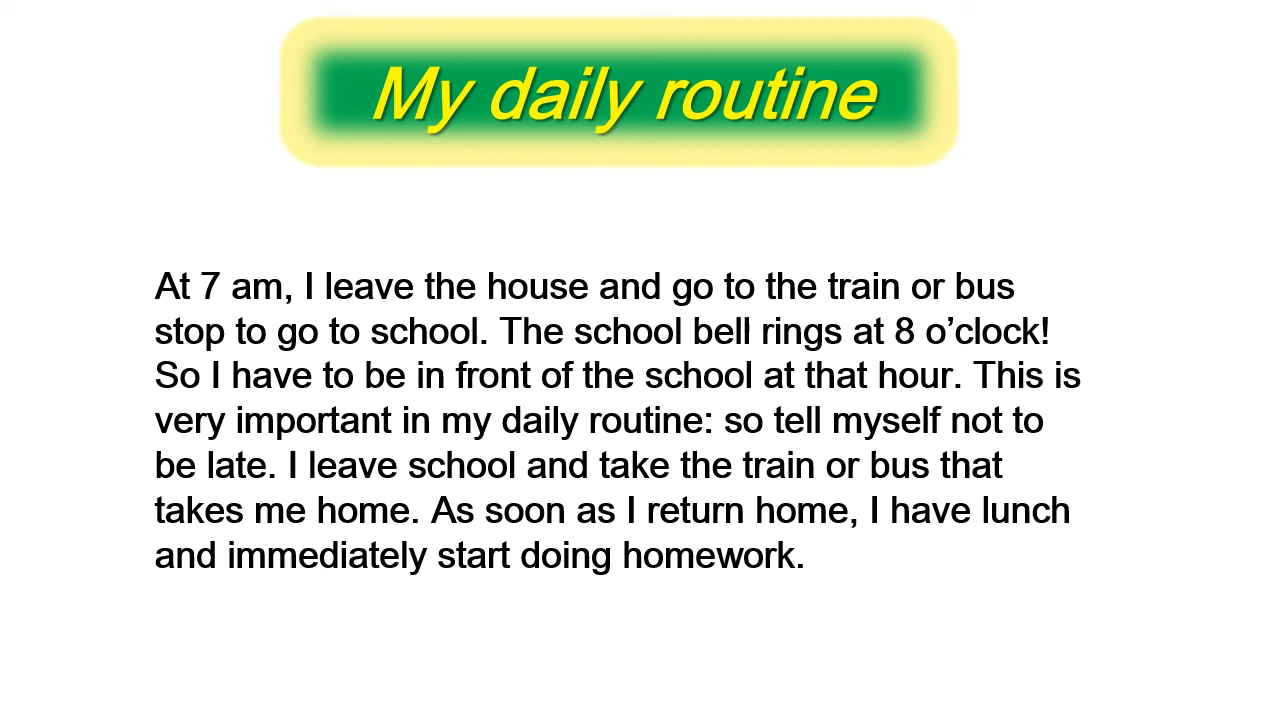 My daily routine
At 7 am, I leave the house and go to the train or bus
stop to go to school. The school bell rings at 8 o’clock!
So I have to be in front of the school at that hour. This is
very important in my daily routine: so tell myself not to
be late. I leave school and take the train or bus that
takes me home. As soon as I return home, I have lunch
and immediately start doing homework.